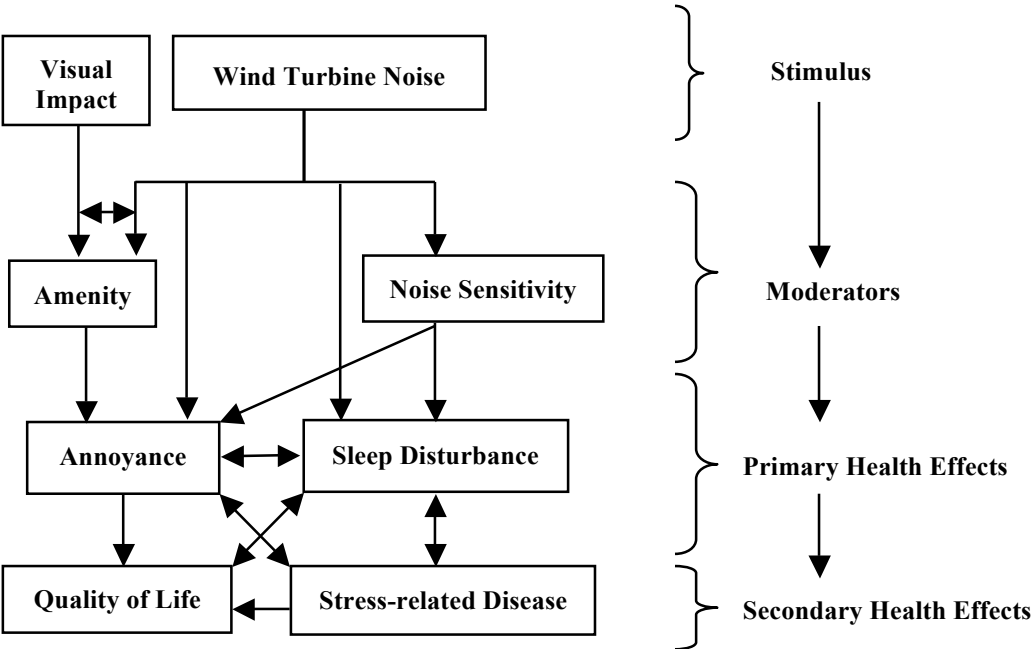 Visual
Impact
Wind Turbine Noise
Stimulus
Amenity
Noise Sensitivity
Moderators
Annoyance
Sleep Disturbance
Primary Health Effects
Quality of Life
Stress-related Disease
Secondary Health Effects